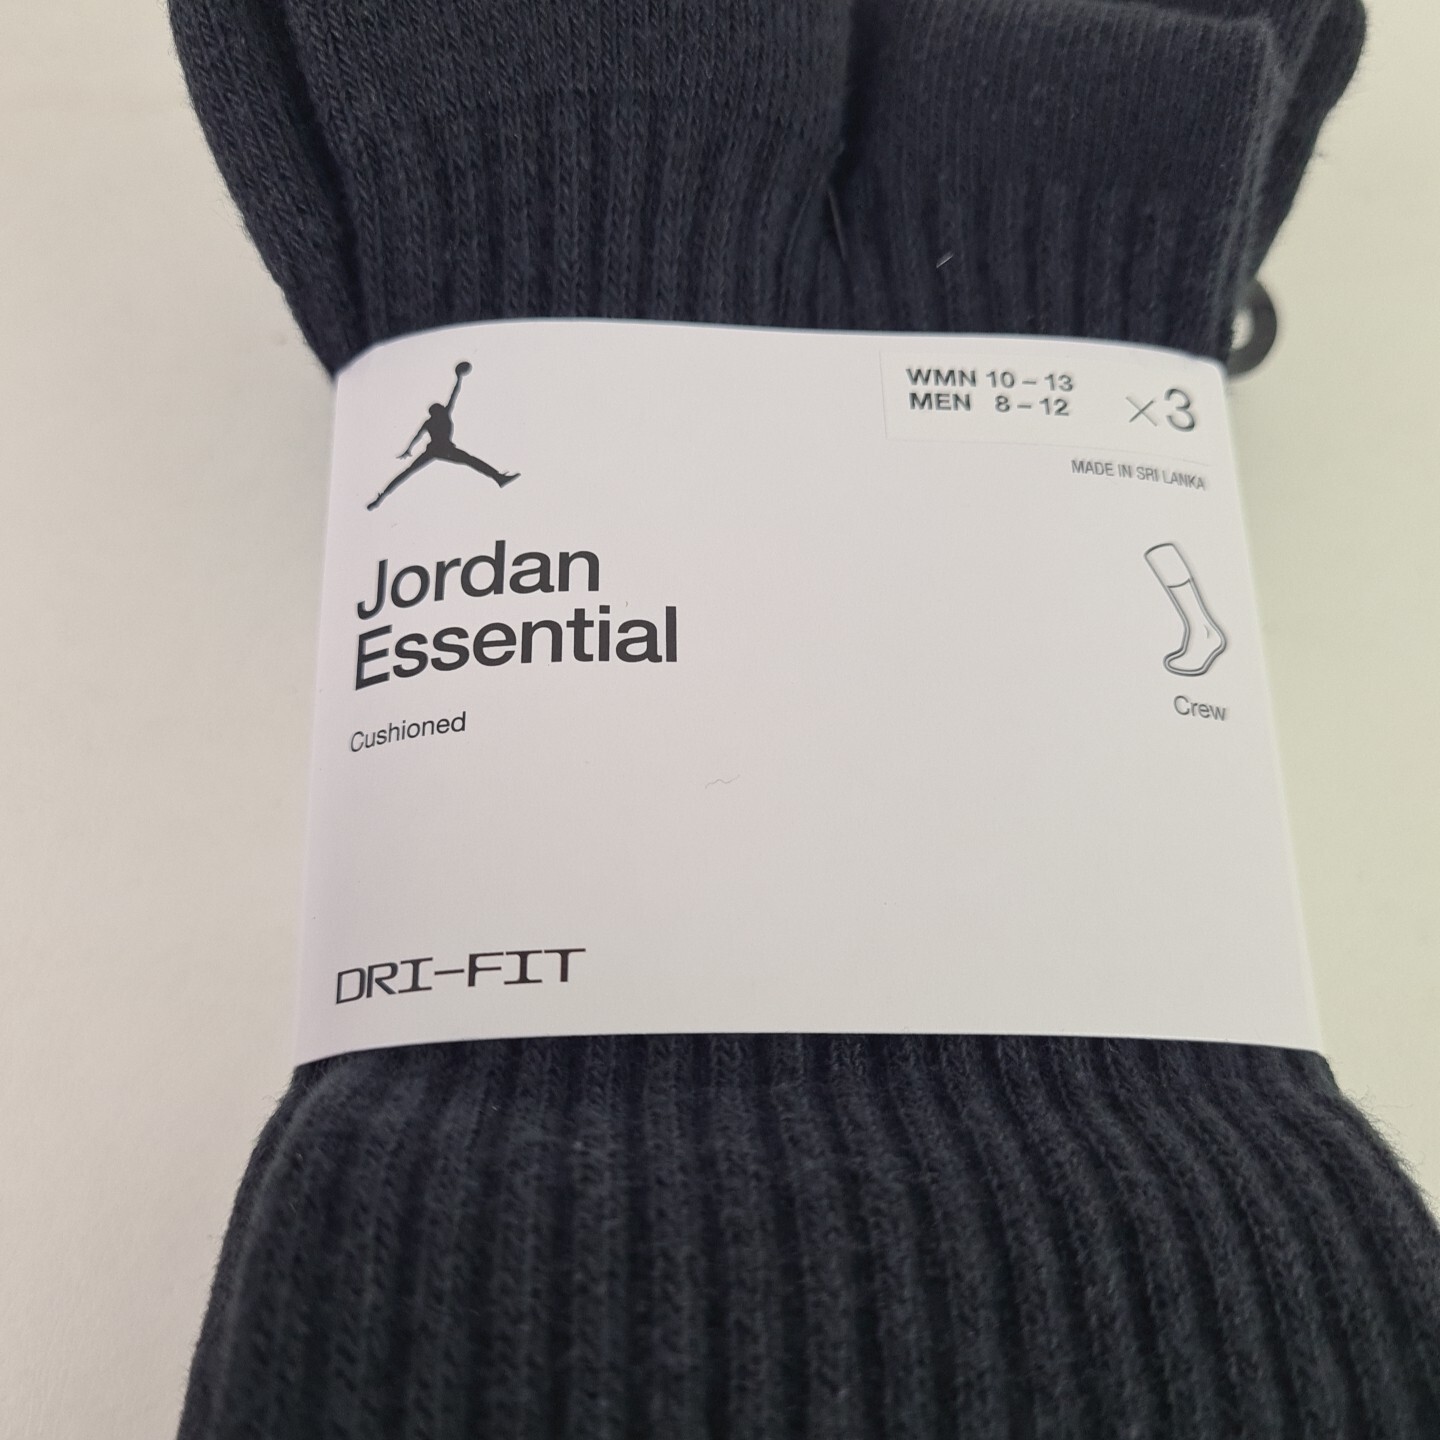 WMN 10 – 13
MEN 8 – 12
×3
MADE IN SRI LANKA
Jordan
Essential
Cushioned
Crew
DRI-FIT